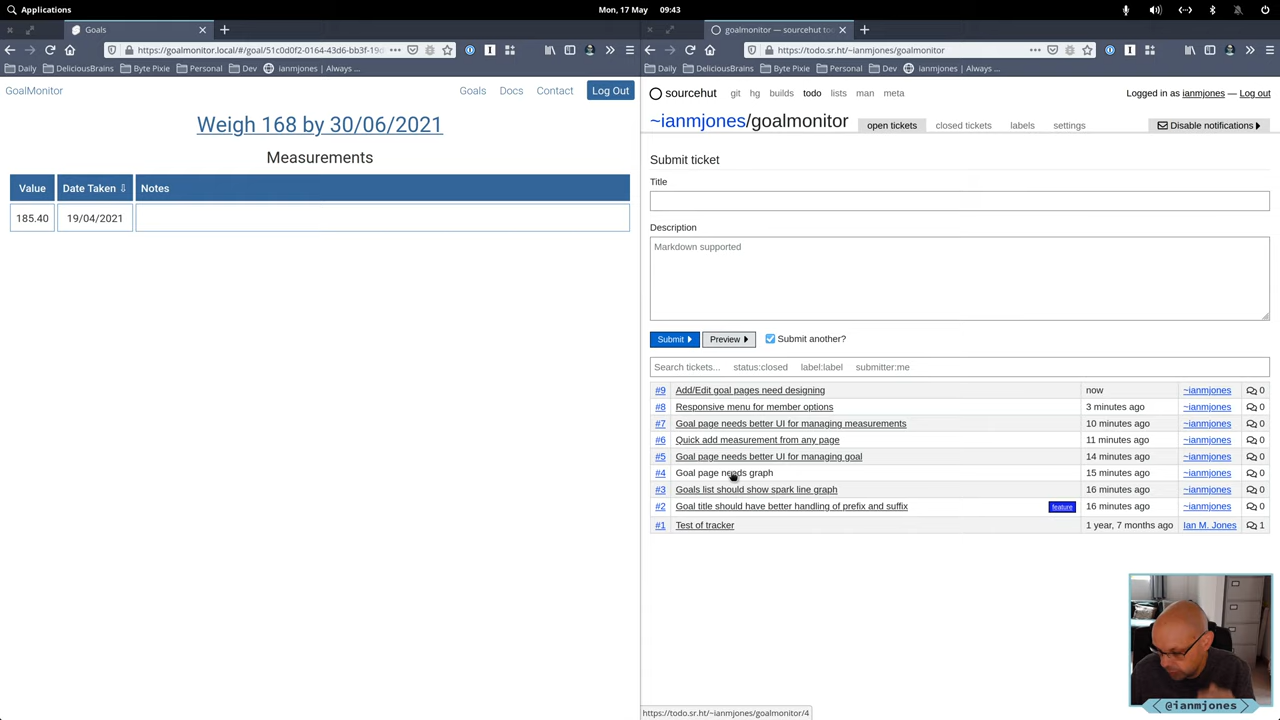 Applications
Mon, 17 May 09:43
Goals
https://goalmonitor.local/#/goal/51c0d0f2-0164-43d6-bb3f-19d
Daily DeliciousBrains Byte Pixie Personal Dev ianmjones | Always ...
GoalMonitor
Goals Docs Contact Log Out
Weigh 168 by 30/06/2021
Measurements
Value Date Taken ⇩ Notes
185.40 19/04/2021
goalmonitor — sourcehut to
https://todo.sr.ht/~ianmjones/goalmonitor
Daily DeliciousBrains Byte Pixie Personal Dev ianmjones | Always ...
sourcehut git hg builds todo lists man meta
Logged in as ianmjones — Log out
~ianmjones/goalmonitor open tickets closed tickets labels settings Disable notifications
Submit ticket
Title
Description
Markdown supported
Submit Preview Submit another?
Search tickets... status:closed label:label submitter:me
#9 Add/Edit goal pages need designing now ~ianmjones 0
#8 Responsive menu for member options 3 minutes ago ~ianmjones 0
#7 Goal page needs better UI for managing measurements 10 minutes ago ~ianmjones 0
#6 Quick add measurement from any page 11 minutes ago ~ianmjones 0
#5 Goal page needs better UI for managing goal 14 minutes ago ~ianmjones 0
#4 Goal page needs graph 15 minutes ago ~ianmjones 0
#3 Goals list should show spark line graph 16 minutes ago ~ianmjones 0
#2 Goal title should have better handling of prefix and suffix feature 16 minutes ago ~ianmjones 0
#1 Test of tracker 1 year, 7 months ago Ian M. Jones 1
@ianmjones
https://todo.sr.ht/~ianmjones/goalmonitor/4